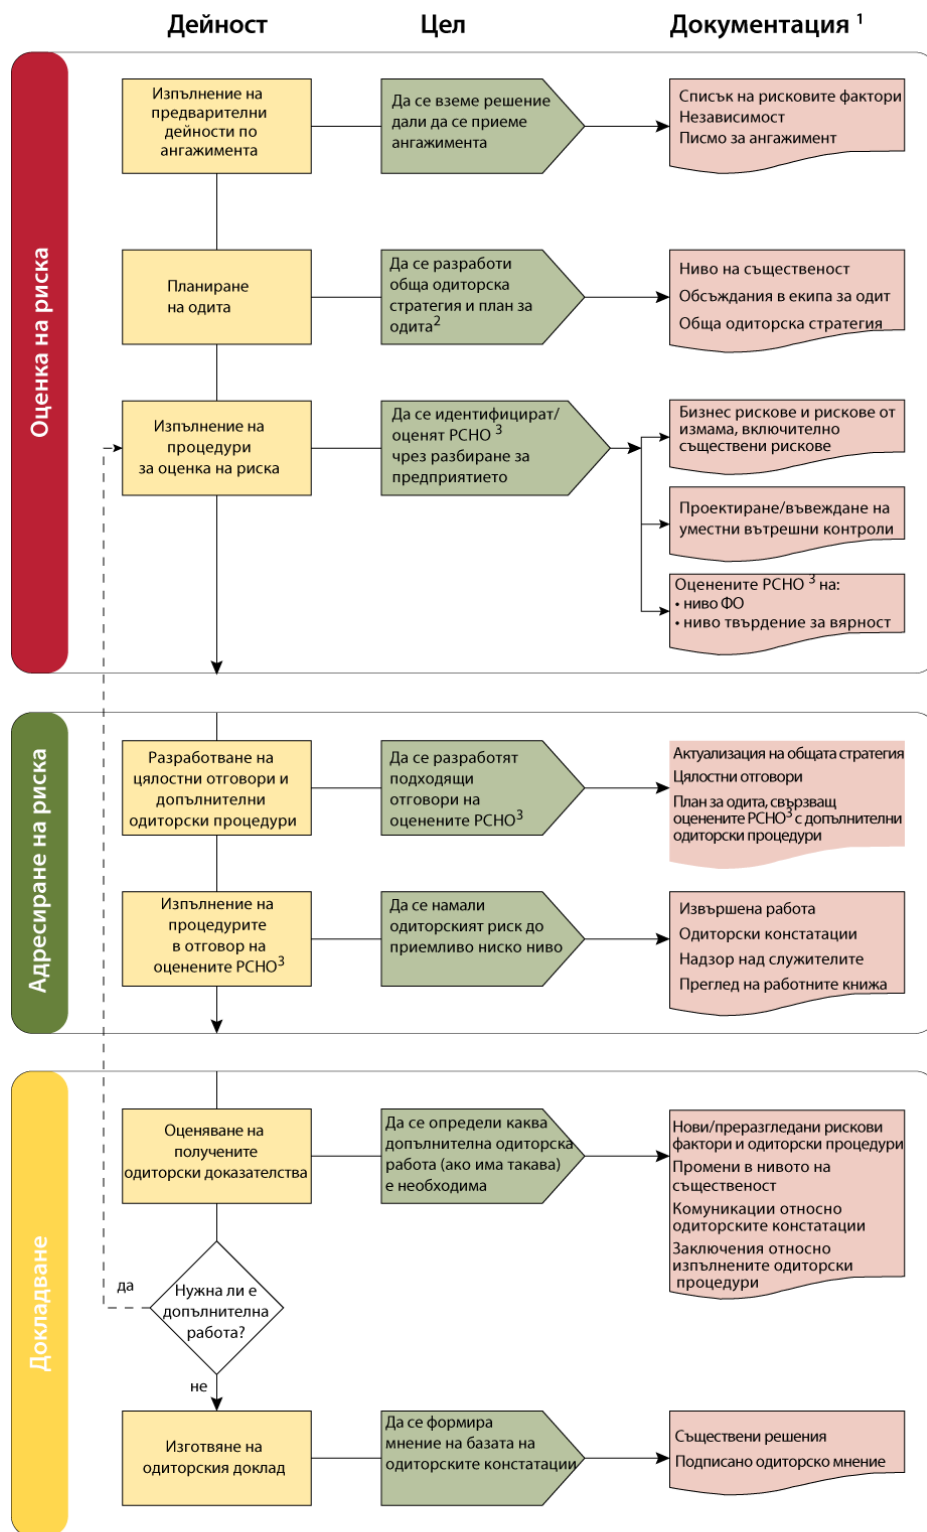 Дейност
Цел
Документация 1
Оценка на риска
Изпълнение на
предварителни
дейности по
ангажимента
Да се вземе решение
дали да се приеме
ангажимента
Списък на рисковите фактори
Независимост
Писмо за ангажимент
Планиране
на одита
Да се разработи
обща одиторска
стратегия и план за
одита2
Ниво на същественост
Обсъждания в екипа за одит
Обща одиторска стратегия
Изпълнение на
процедури
за оценка на риска
Да се идентифицират/
оценят РСНО 3
чрез разбиране за
предприятието
Бизнес рискове и рискове от
измама, включително
съществени рискове
Проектиране/въвеждане на
уместни вътрешни контроли
Оценените РСНО 3 на:
• ниво ФО
• ниво твърдение за вярност
Адресиране на риска
Разработване на
цялостни отговори и
допълнителни
одиторски процедури
Да се разработят
подходящи
отговори на
оценените РСНО3
Актуализация на общата стратегия
Цялостни отговори
План за одита, свързващ
оценените РСНО3 с допълнителни
одиторски процедури
Изпълнение на
процедурите
в отговор на
оценените РСНО3
Да се намали
одиторският риск до
приемливо ниско ниво
Извършена работа
Одиторски констатации
Надзор над служителите
Преглед на работните книжа
Докладване
Оценяване на
получените
одиторски доказателства
Да се определи каква
допълнителна одиторска
работа (ако има такава)
е необходима
Нови/преразгледани рискови
фактори и одиторски процедури
Промени в нивото на
същественост
Комуникации относно
одиторските констатации
Заключения относно
изпълнените одиторски
процедури
да
Нужна ли е
допълнителна
работа?
не
Изготвяне на
одиторския доклад
Да се формира
мнение на базата на
одиторските констатации
Съществени решения
Подписано одиторско мнение